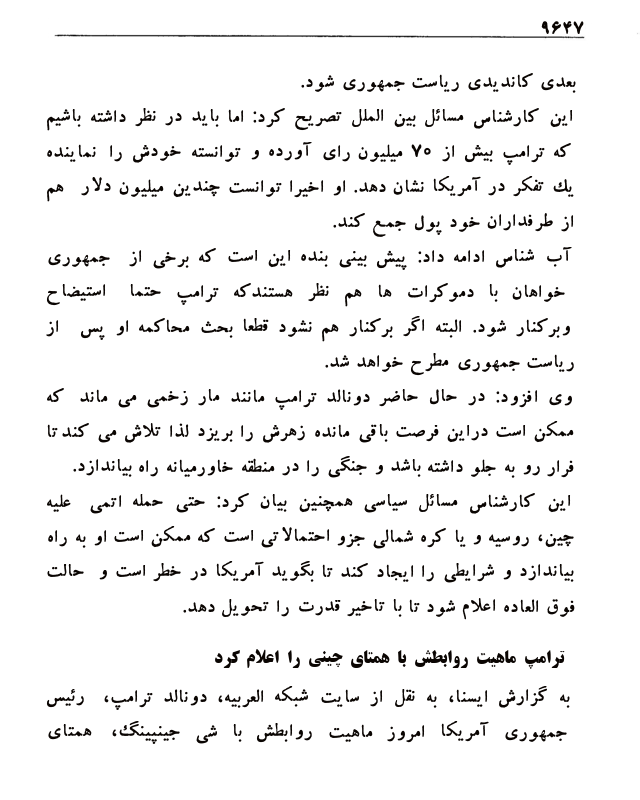 ۹۶۴۷
بعدی کاندیدی ریاست جمهوری شود.
این کارشناس مسائل بین الملل تصریح کرد: اما باید در نظر داشته باشیم
که ترامپ بیش از ۷۰ میلیون رای آورده و توانسته خودش را نماینده
یك تفکر در آمریکا نشان دهد. او اخیرا توانست چندین میلیون دلار هم
از طرفداران خود پول جمع کند.
آب شناس ادامه داد: پیش بینی بنده این است که برخی از جمهوری
خواهان با دموکرات ها هم نظر هستندکه ترامپ حتما استیضاح
وبرکنار شود. البته اگر برکنار هم نشود قطعا بحث محاکمه او پس از
ریاست جمهوری مطرح خواهد شد.
وی افزود: در حال حاضر دونالد ترامپ مانند مار زخمی می ماند که
ممکن است دراین فرصت باقی مانده زهرش را بریزد لذا تلاش می کند تا
فرار رو به جلو داشته باشد و جنگی را در منطقه خاورمیانه راه بیاندازد.
این کارشناس مسائل سیاسی همچنین بیان کرد: حتی حمله اتمی علیه
چین، روسیه و یا کره شمالی جزو احتمالاتی است که ممکن است او به راه
بیاندازد و شرایطی را ایجاد کند تا بگوید آمریکا در خطر است و حالت
فوق العاده اعلام شود تا با تاخیر قدرت را تحویل دهد.
ترامپ ماهیت روابطش با همتای چینی را اعلام کرد
به گزارش ایسنا، به نقل از سایت شبکه العربیه، دونالد ترامپ، رئیس
جمهوری آمریکا امروز ماهیت روابطش با شی جینپینگ، همتای